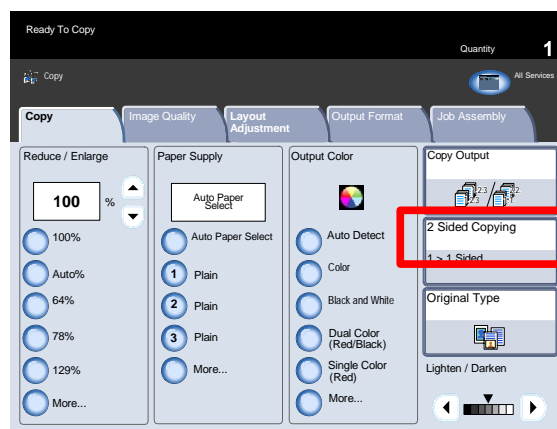 Ready To Copy
Quantity 1
Copy
All Services
Copy
Image Quality
Layout
Adjustment
Output Format
Job Assembly
Reduce / Enlarge
100 %
100%
Auto%
64%
78%
129%
More...
Paper Supply
Auto Paper
Select
Auto Paper Select
1 Plain
2 Plain
3 Plain
More...
Output Color
Auto Detect
Color
Black and White
Dual Color
(Red/Black)
Single Color
(Red)
More...
Copy Output
2 Sided Copying
1 > 1 Sided
Original Type
Lighten / Darken